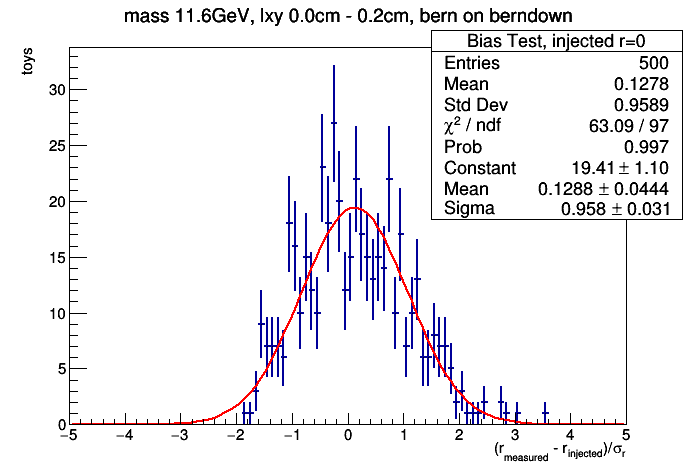 mass 11.6GeV, lxy 0.0cm - 0.2cm, bern on berndown
Bias Test, injected r=0
Entries 500
Mean 0.1278
Std Dev 0.9589
χ² / ndf 63.09 / 97
Prob 0.997
Constant 19.41 ± 1.10
Mean 0.1288 ± 0.0444
Sigma 0.958 ± 0.031
toys
30
25
20
15
10
5
0
−5 −4 −3 −2 −1 0 1 2 3 4 5
(r_measured - r_injected)/σ_r